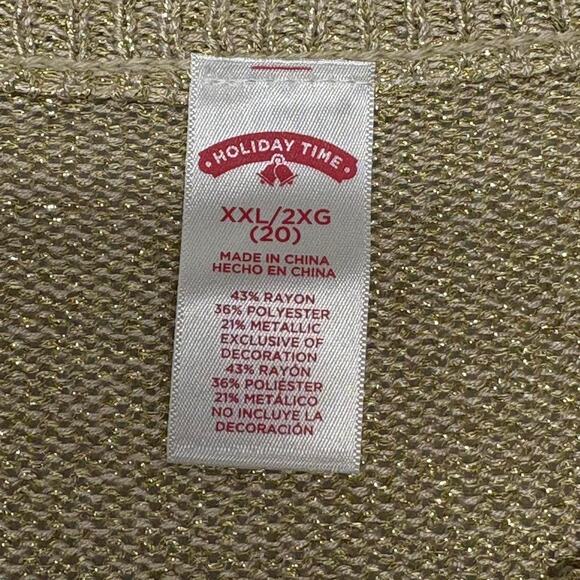 • HOLIDAY TIME •
XXL/2XG
(20)
MADE IN CHINA
HECHO EN CHINA
43% RAYON
36% POLYESTER
21% METALLIC
EXCLUSIVE OF
DECORATION
43% RAYÓN
36% POLIÉSTER
21% METÁLICO
NO INCLUYE LA
DECORACIÓN